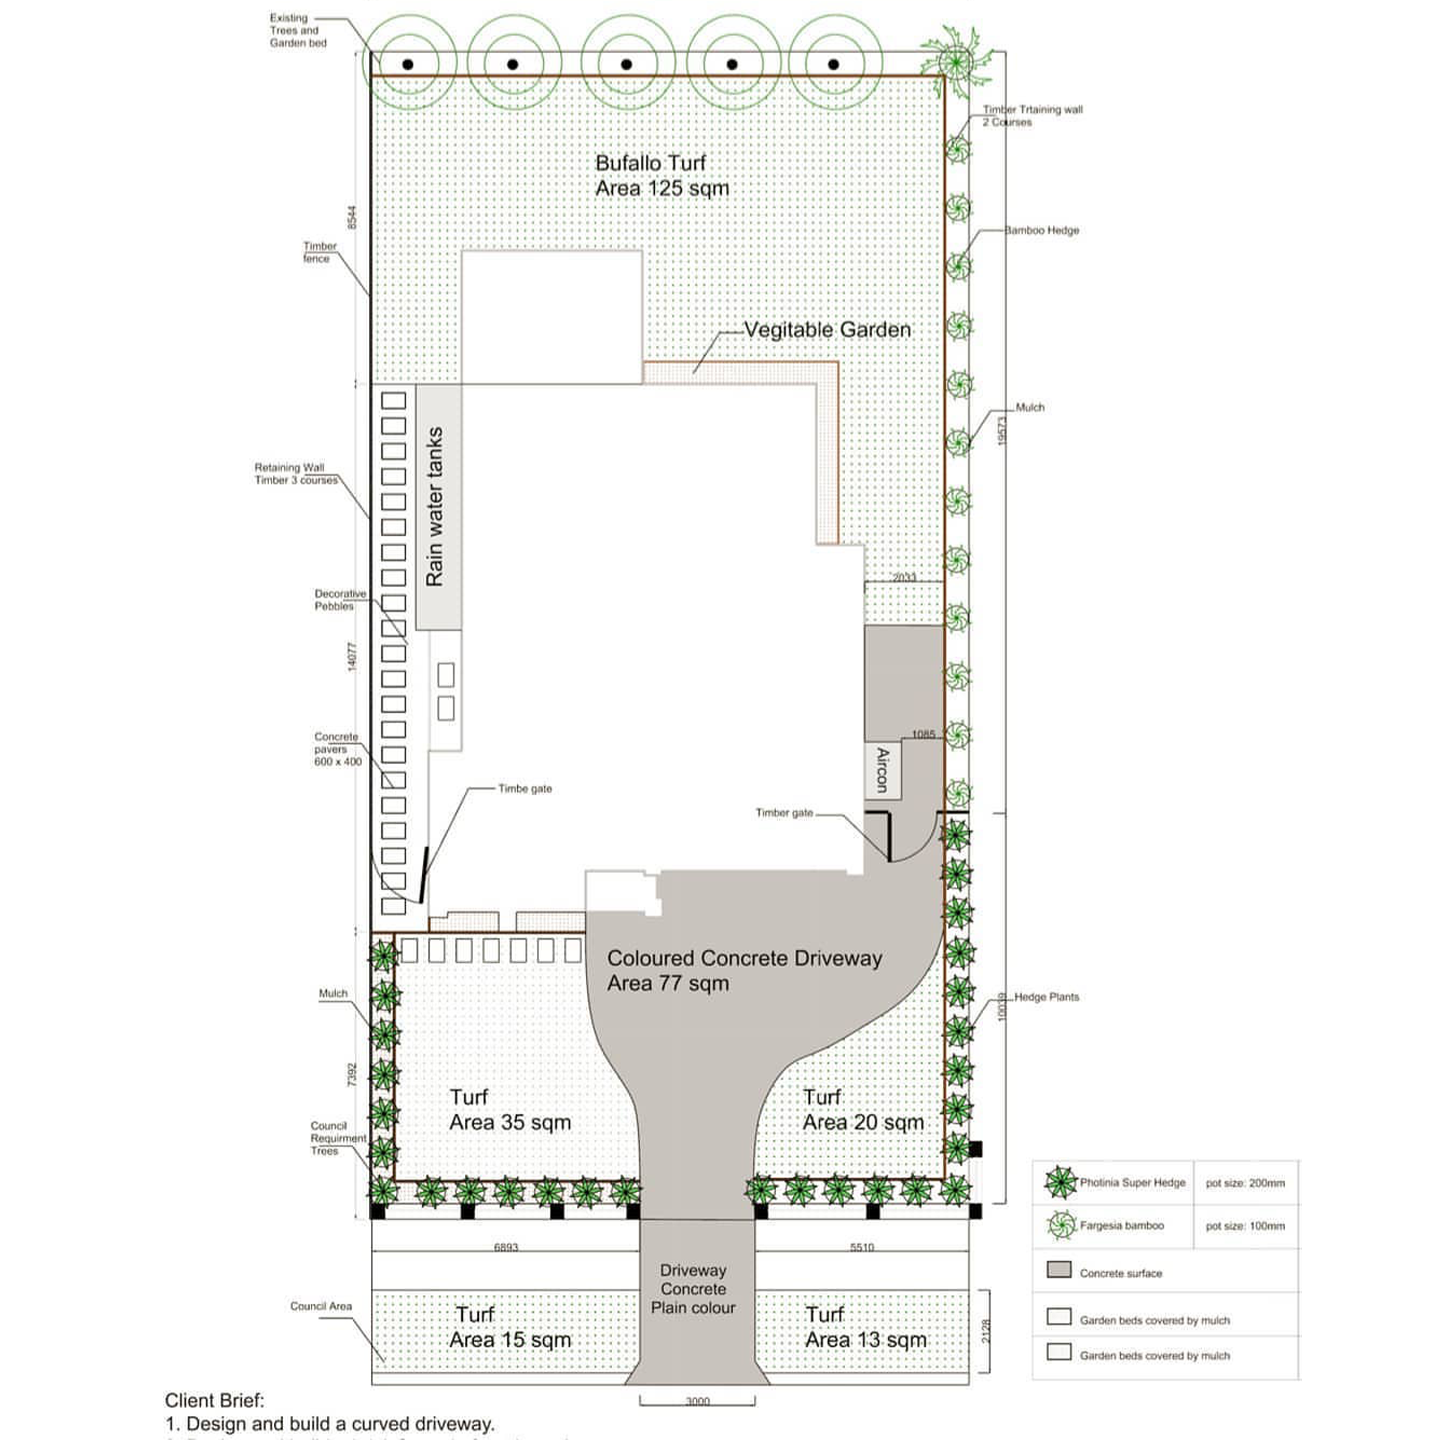 Existing
Trees and
Garden bed
Timber Trtaining wall
2 Courses
Bufallo Turf
Area 125 sqm
8544
Bamboo Hedge
Timber
fence
Vegitable Garden
Mulch
19573
Rain water tanks
Retaining Wall
Timber 3 courses
2033
Decorative
Pebbles
14077
1085
Concrete
pavers
600 x 400
Aircon
Timbe gate
Timber gate
Coloured Concrete Driveway
Area 77 sqm
Mulch
Hedge Plants
10039
7392
Turf
Area 35 sqm
Turf
Area 20 sqm
Council
Requirment
Trees
Photinia Super Hedge
pot size: 200mm
Fargesia bamboo
pot size: 100mm
6893
5510
Driveway
Concrete
Plain colour
Concrete surface
Council Area
Turf
Area 15 sqm
Turf
Area 13 sqm
2128
Garden beds covered by mulch
Garden beds covered by mulch
3000
Client Brief:
1. Design and build a curved driveway.